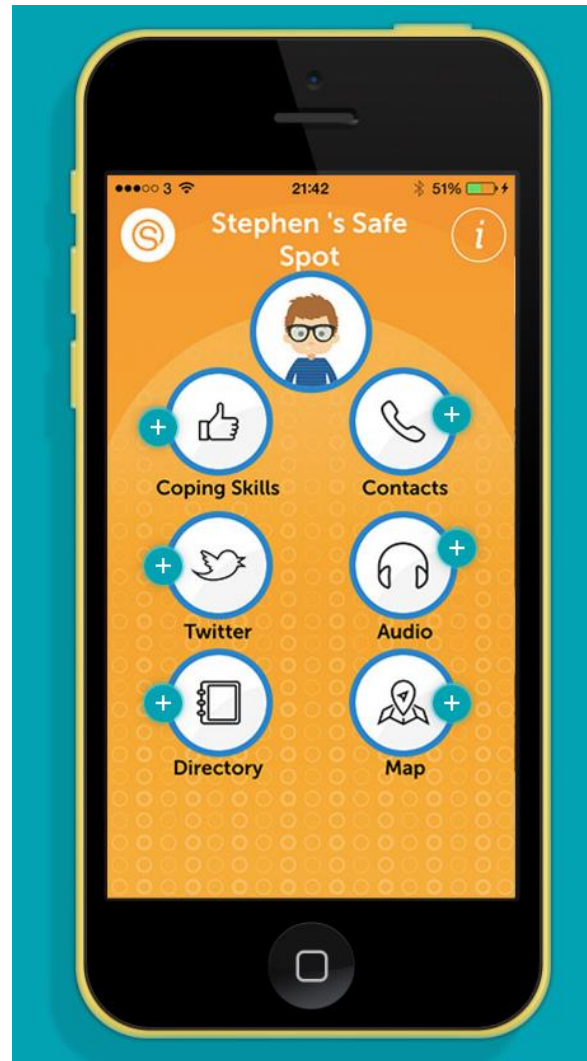 3 21:42 51%
Stephen 's Safe
Spot
i
Coping Skills Contacts
Twitter Audio
Directory Map